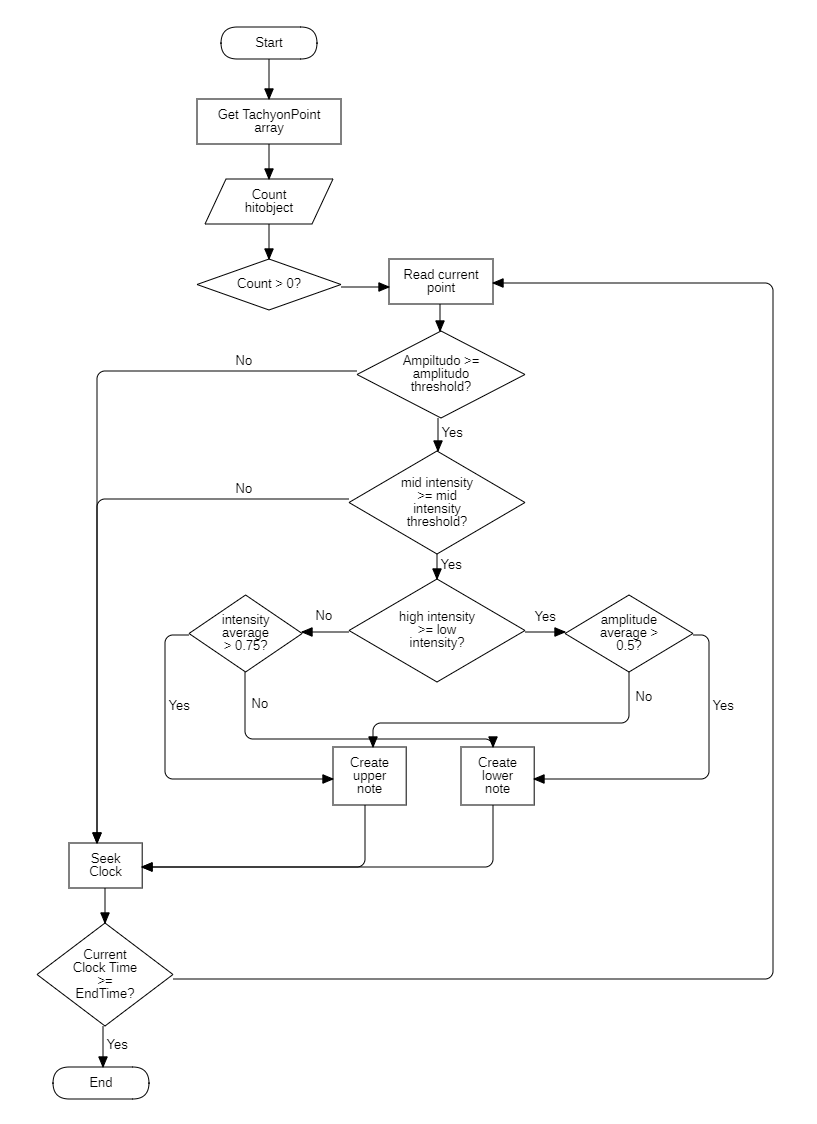 Start
Get TachyonPoint
array
Count
hitobject
Count > 0?
Read current
point
No
Ampiltudo >=
amplitudo
threshold?
Yes
No
mid intensity
>= mid
intensity
threshold?
Yes
intensity
average
> 0.75?
No
high intensity
>= low
intensity?
Yes
amplitude
average >
0.5?
Yes
No
No
Yes
Create
upper
note
Create
lower
note
Seek
Clock
Current
Clock Time
>=
EndTime?
Yes
End